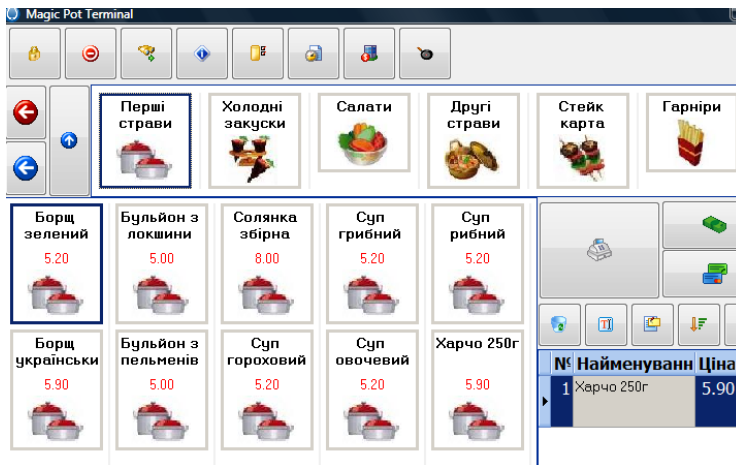 Magic Pot Terminal
Перші страви
Холодні закуски
Салати
Другі страви
Стейк карта
Гарніри
Борщ зелений
5.20
Бульйон з локшини
5.00
Солянка збірна
8.00
Суп грибний
5.20
Суп рибний
5.20
Борщ українськи
5.90
Бульйон з пельменів
5.00
Суп гороховий
5.20
Суп овочевий
5.20
Харчо 250г
5.90
№ Найменуванн Ціна
1 Харчо 250г 5.90